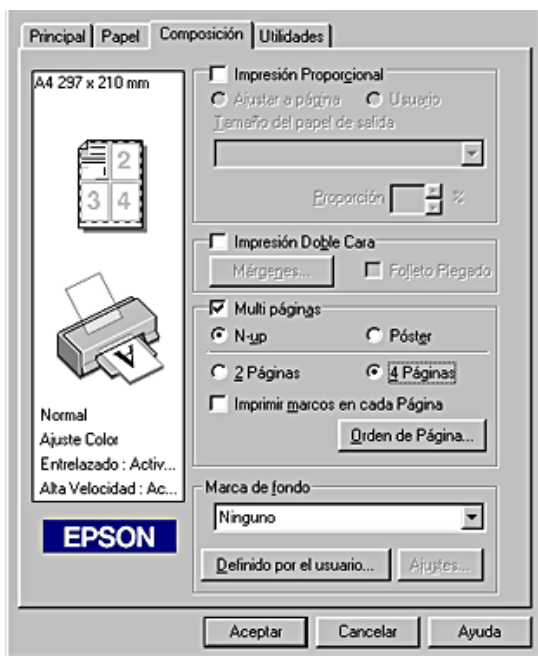 Principal Papel Composición Utilidades
A4 297 x 210 mm
2
3 4
A
Normal
Ajuste Color
Entrelazado : Activ...
Alta Velocidad : Ac...
EPSON
Impresión Proporcional
Ajustar a página Usuario
Tamaño del papel de salida
Proporción %
Impresión Doble Cara
Márgenes... Folleto Plegado
Multi páginas
N-up Póster
2 Páginas 4 Páginas
Imprimir marcos en cada Página
Orden de Página...
Marca de fondo
Ninguno
Definido por el usuario... Ajustes...
Aceptar Cancelar Ayuda